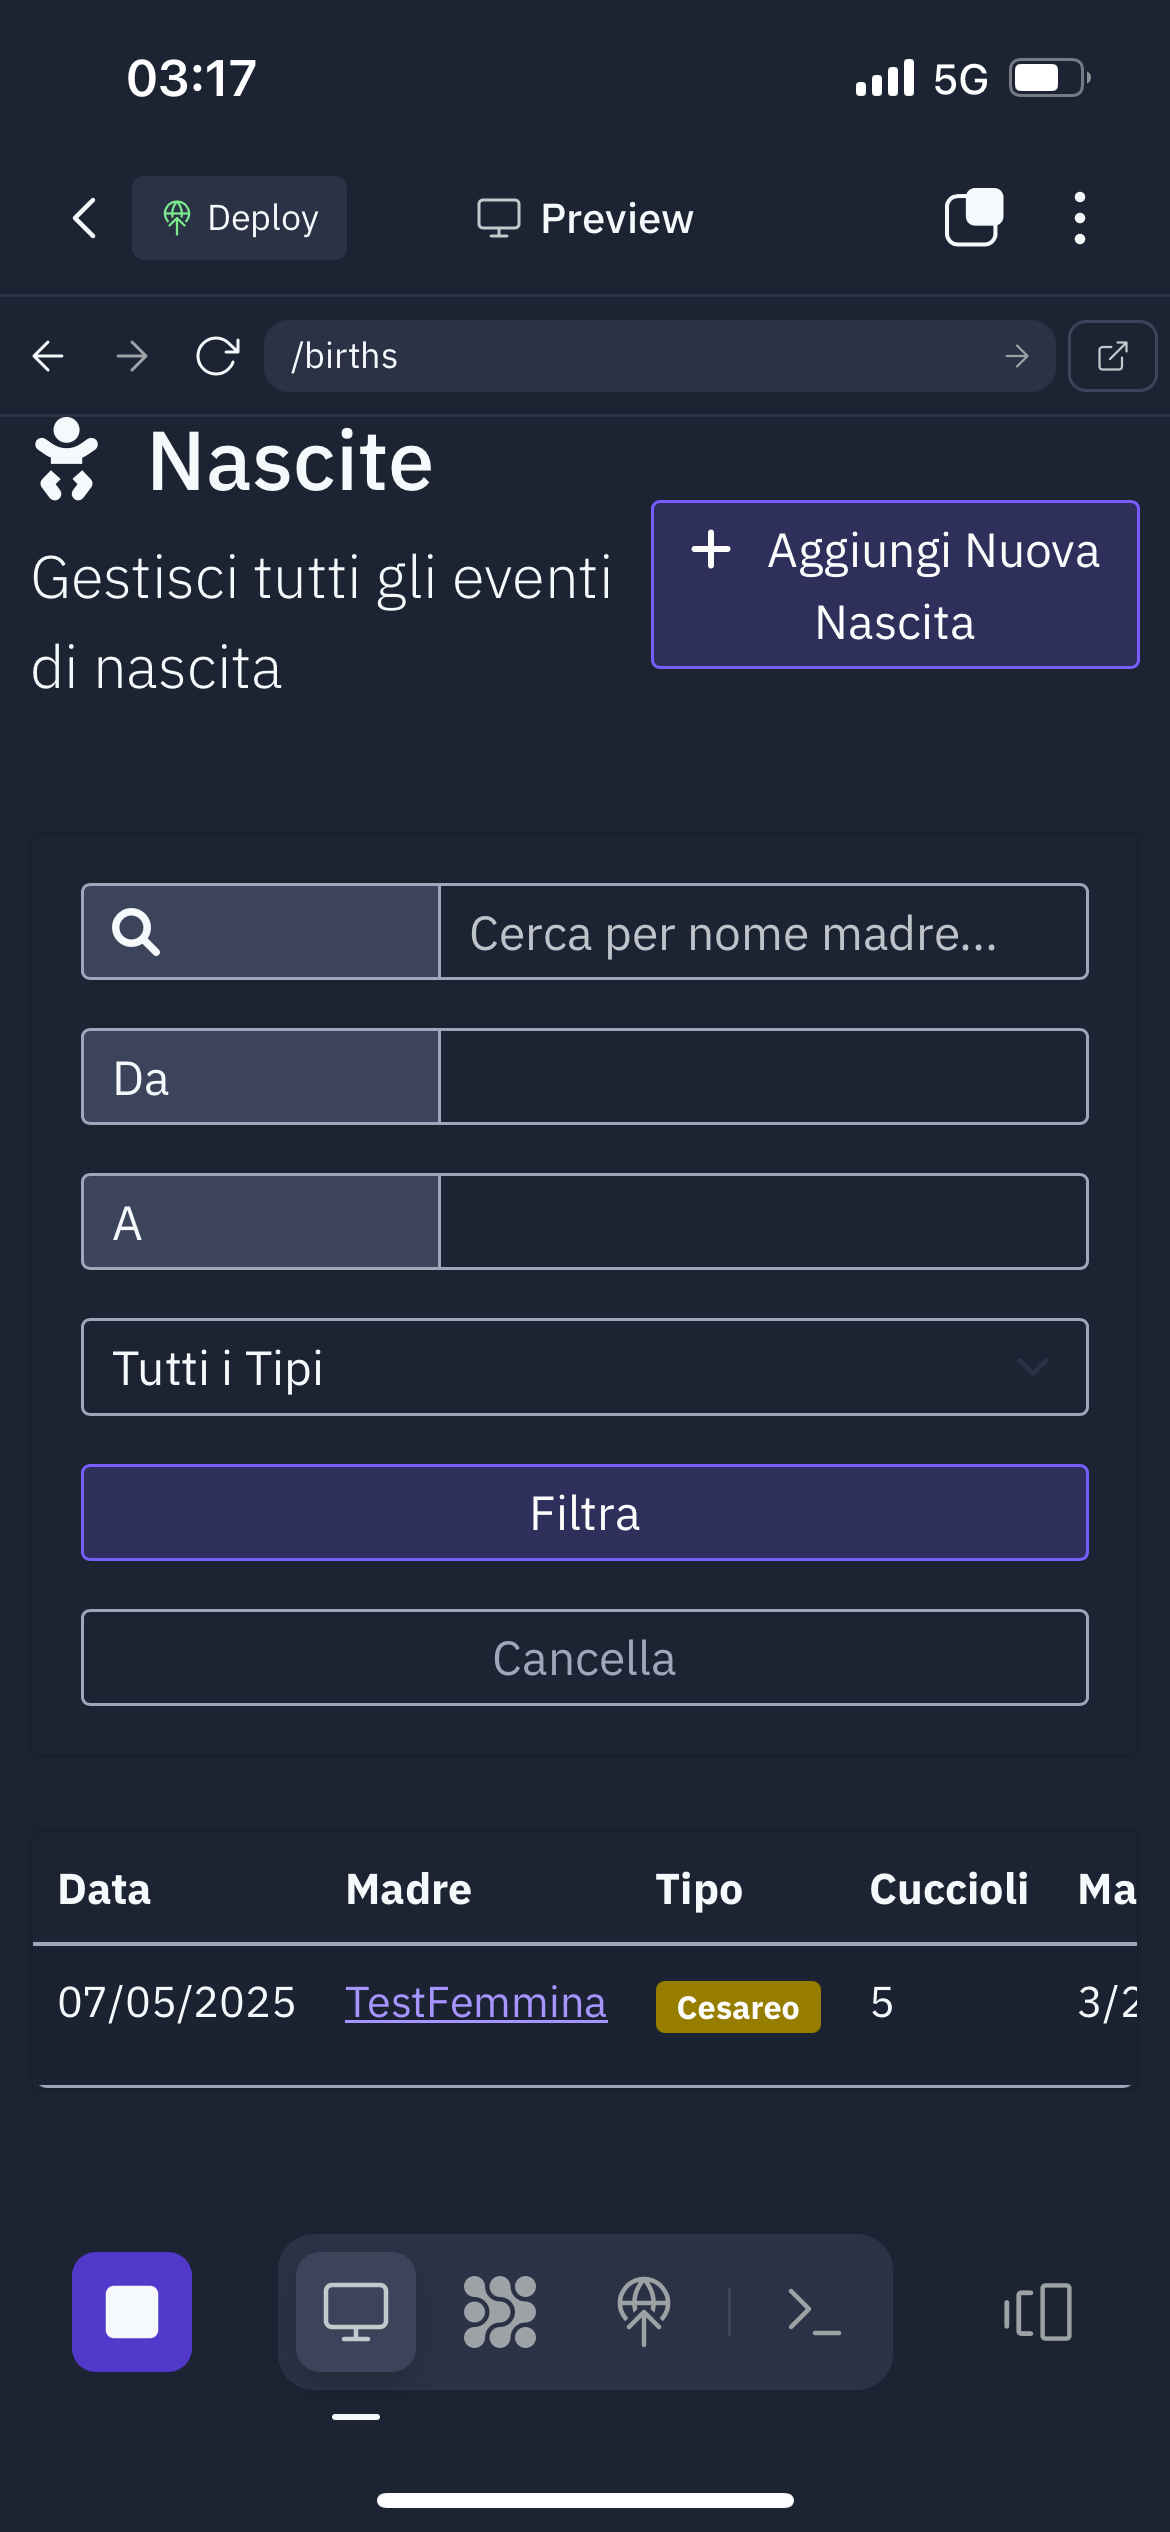 03:17
5G
Deploy
Preview
/births
Nascite
Gestisci tutti gli eventi
di nascita
Aggiungi Nuova
Nascita
Cerca per nome madre...
Da
A
Tutti i Tipi
Filtra
Cancella
Data Madre Tipo Cuccioli Ma
07/05/2025 TestFemmina Cesareo 5 3/2